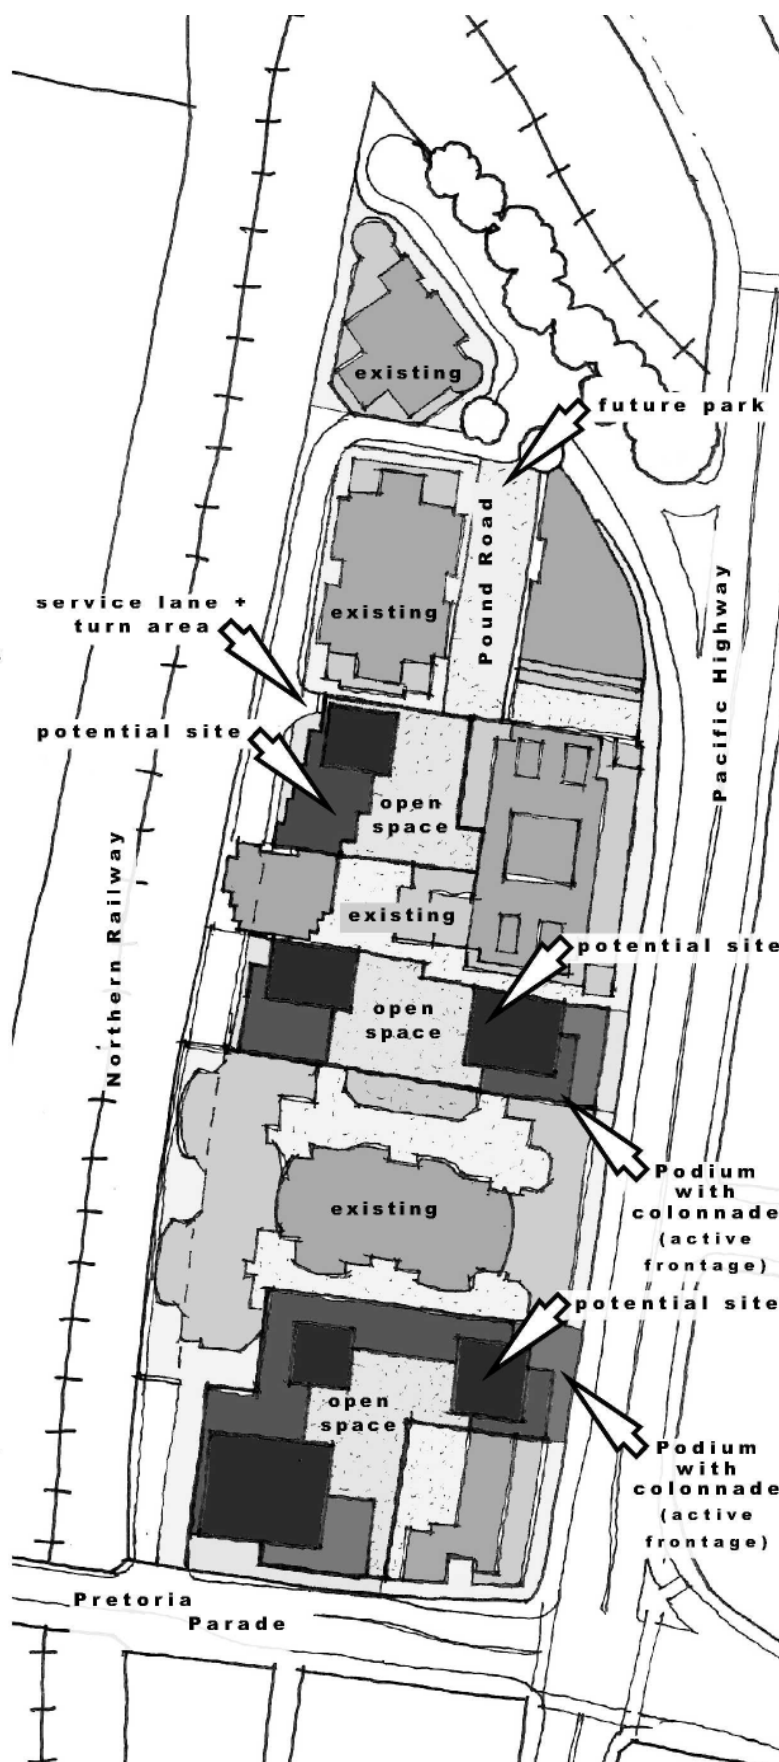 existing
future park
Pound Road
service lane +
turn area
existing
Pacific Highway
potential site
open
space
Northern Railway
existing
potential site
open
space
Podium
with
colonnade
(active
frontage)
existing
potential site
open
space
Podium
with
colonnade
(active
frontage)
Pretoria
Parade